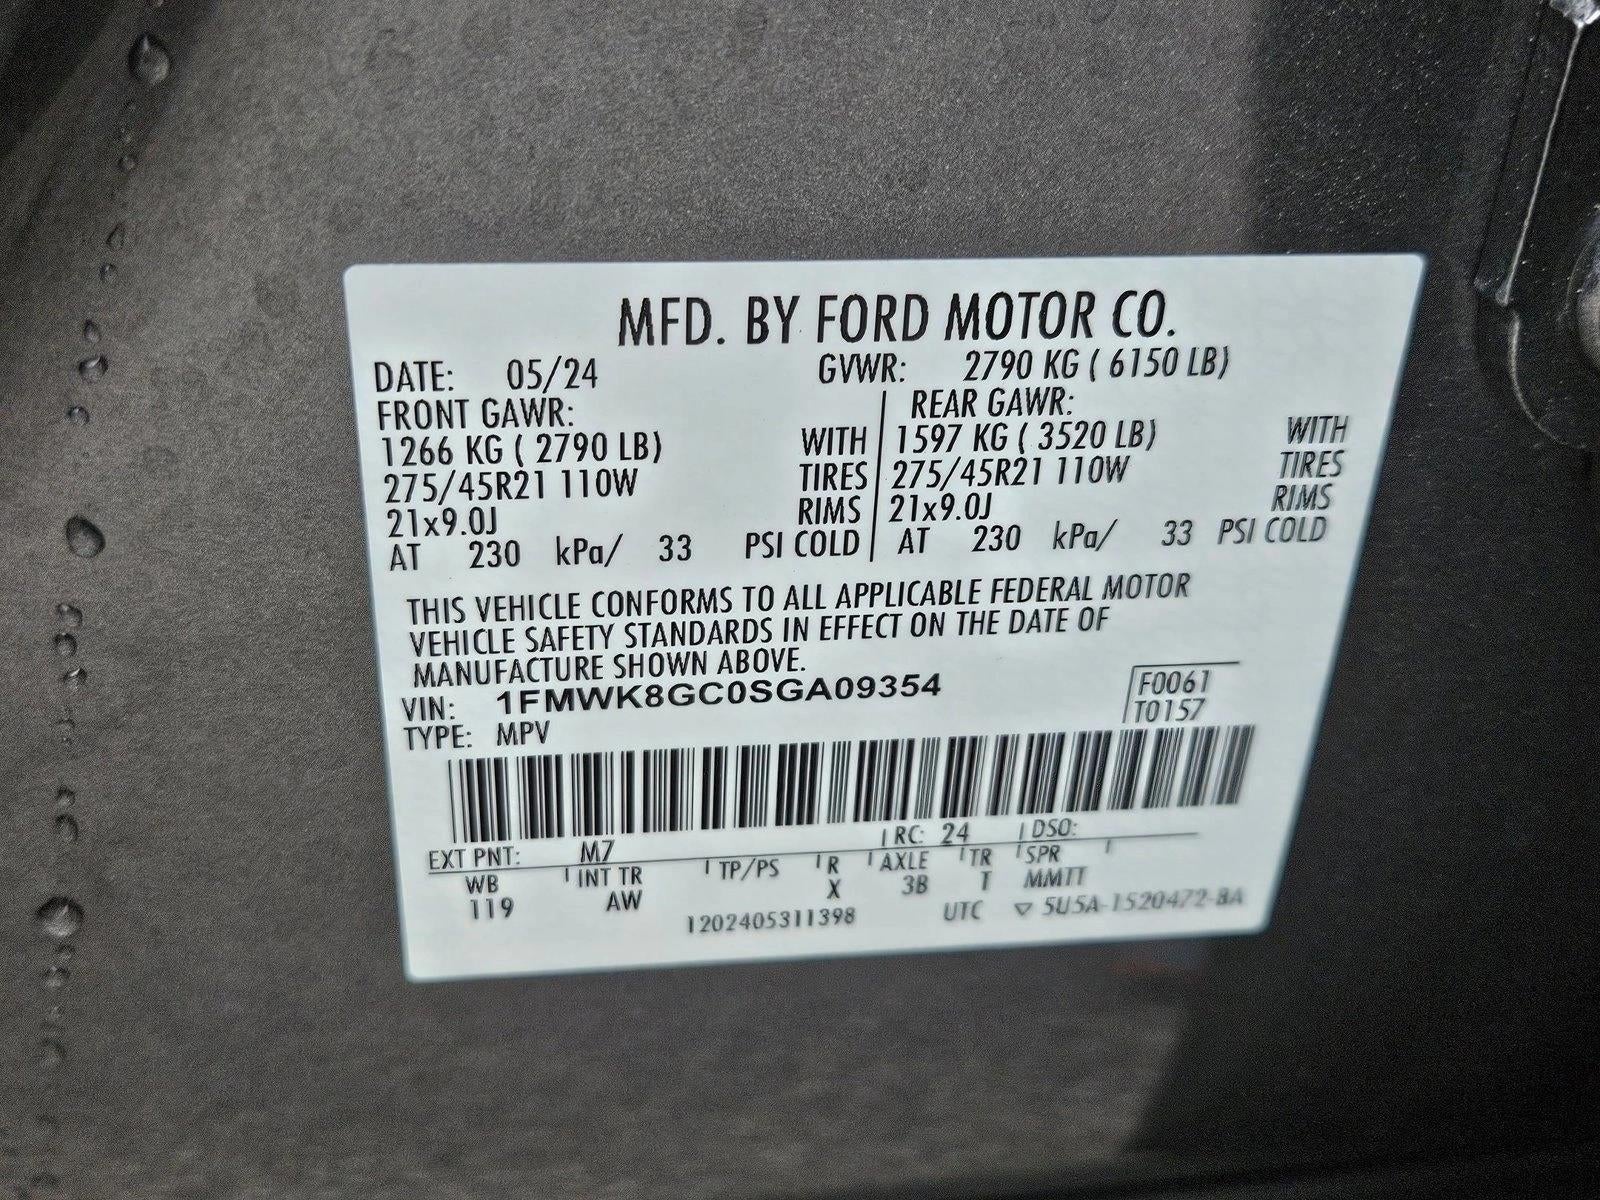 MFD. BY FORD MOTOR CO.
DATE: 05/24 GVWR: 2790 KG ( 6150 LB)
FRONT GAWR: REAR GAWR:
1266 KG ( 2790 LB) WITH 1597 KG ( 3520 LB) WITH
275/45R21 110W TIRES 275/45R21 110W TIRES
21x9.0J RIMS 21x9.0J RIMS
AT 230 kPa/ 33 PSI COLD AT 230 kPa/ 33 PSI COLD
THIS VEHICLE CONFORMS TO ALL APPLICABLE FEDERAL MOTOR
VEHICLE SAFETY STANDARDS IN EFFECT ON THE DATE OF
MANUFACTURE SHOWN ABOVE.
VIN: 1FMWK8GC0SGA09354 F0061
TYPE: MPV T0157
EXT PNT: M7 RC: 24 DSO:
WB INT TR TP/PS R AXLE TR SPR
119 AW X 3B T MMTT
1202405311398 UTC ▽ 5U5A-1520472-BA